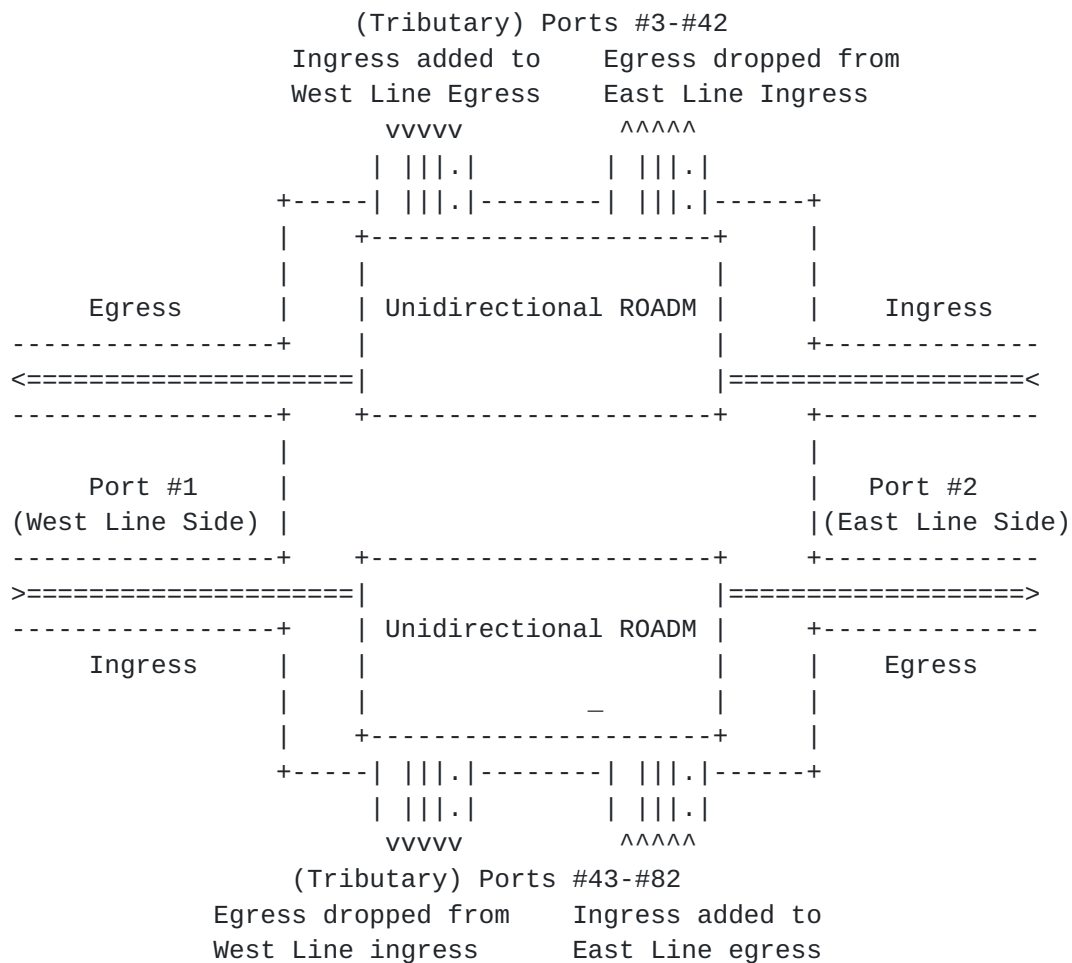 (Tributary) Ports #3-#42
Ingress added to     Egress dropped from
West Line Egress     East Line Ingress
vvvvv          ^^^^^
| |||.|        | |||.|
+-----| |||.|--------| |||.|------+
|    +----------------------+     |
|    |                      |     |
Egress      |    | Unidirectional ROADM |     |    Ingress
-----------------+    |                      |     +--------------
<=====================|                      |===================<
-----------------+    +----------------------+     +--------------
|                                 |
Port #1     |                                 |   Port #2
(West Line Side) |                                 |(East Line Side)
-----------------+    +----------------------+     +--------------
>=====================|                      |===================>
-----------------+    | Unidirectional ROADM |     +--------------
Ingress     |    |                      |     |    Egress
|    |              _       |     |
|    +----------------------+     |
+-----| |||.|--------| |||.|------+
| |||.|        | |||.|
vvvvv          ^^^^^
(Tributary) Ports #43-#82
Egress dropped from    Ingress added to
West Line ingress      East Line egress